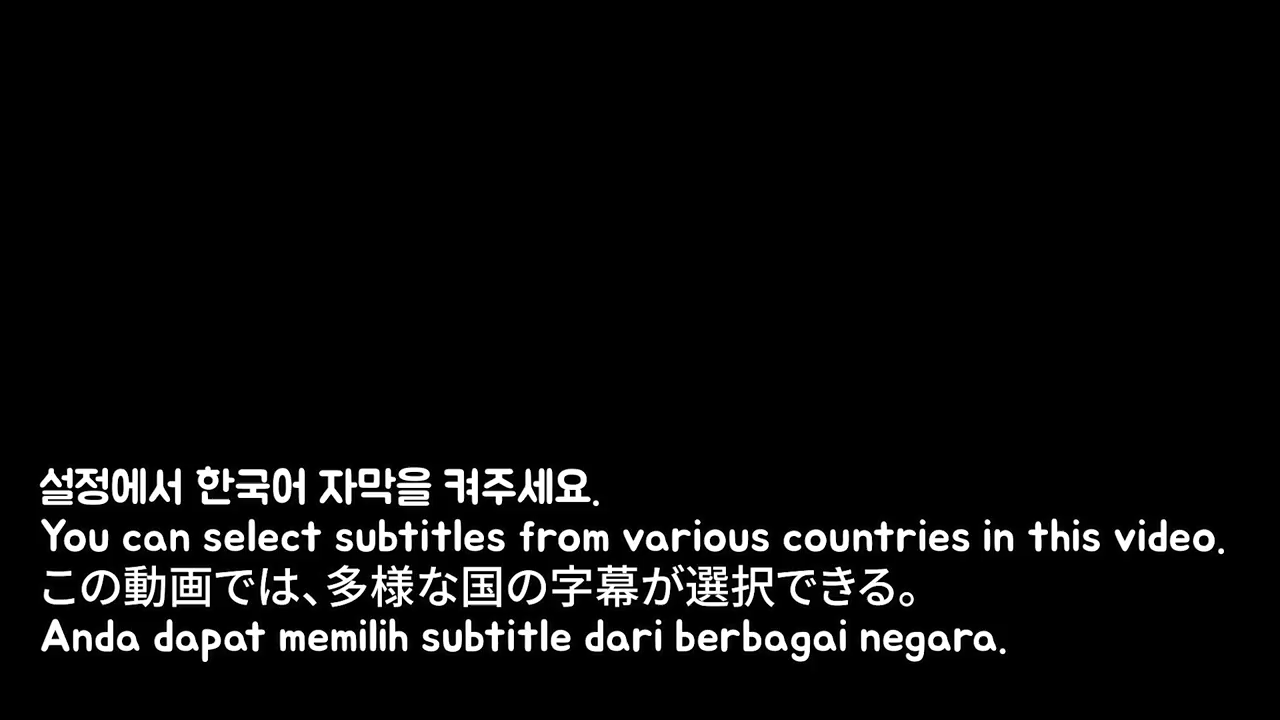 설정에서 한국어 자막을 켜주세요.
You can select subtitles from various countries in this video.
この動画では、多様な国の字幕が選択できる。
Anda dapat memilih subtitle dari berbagai negara.